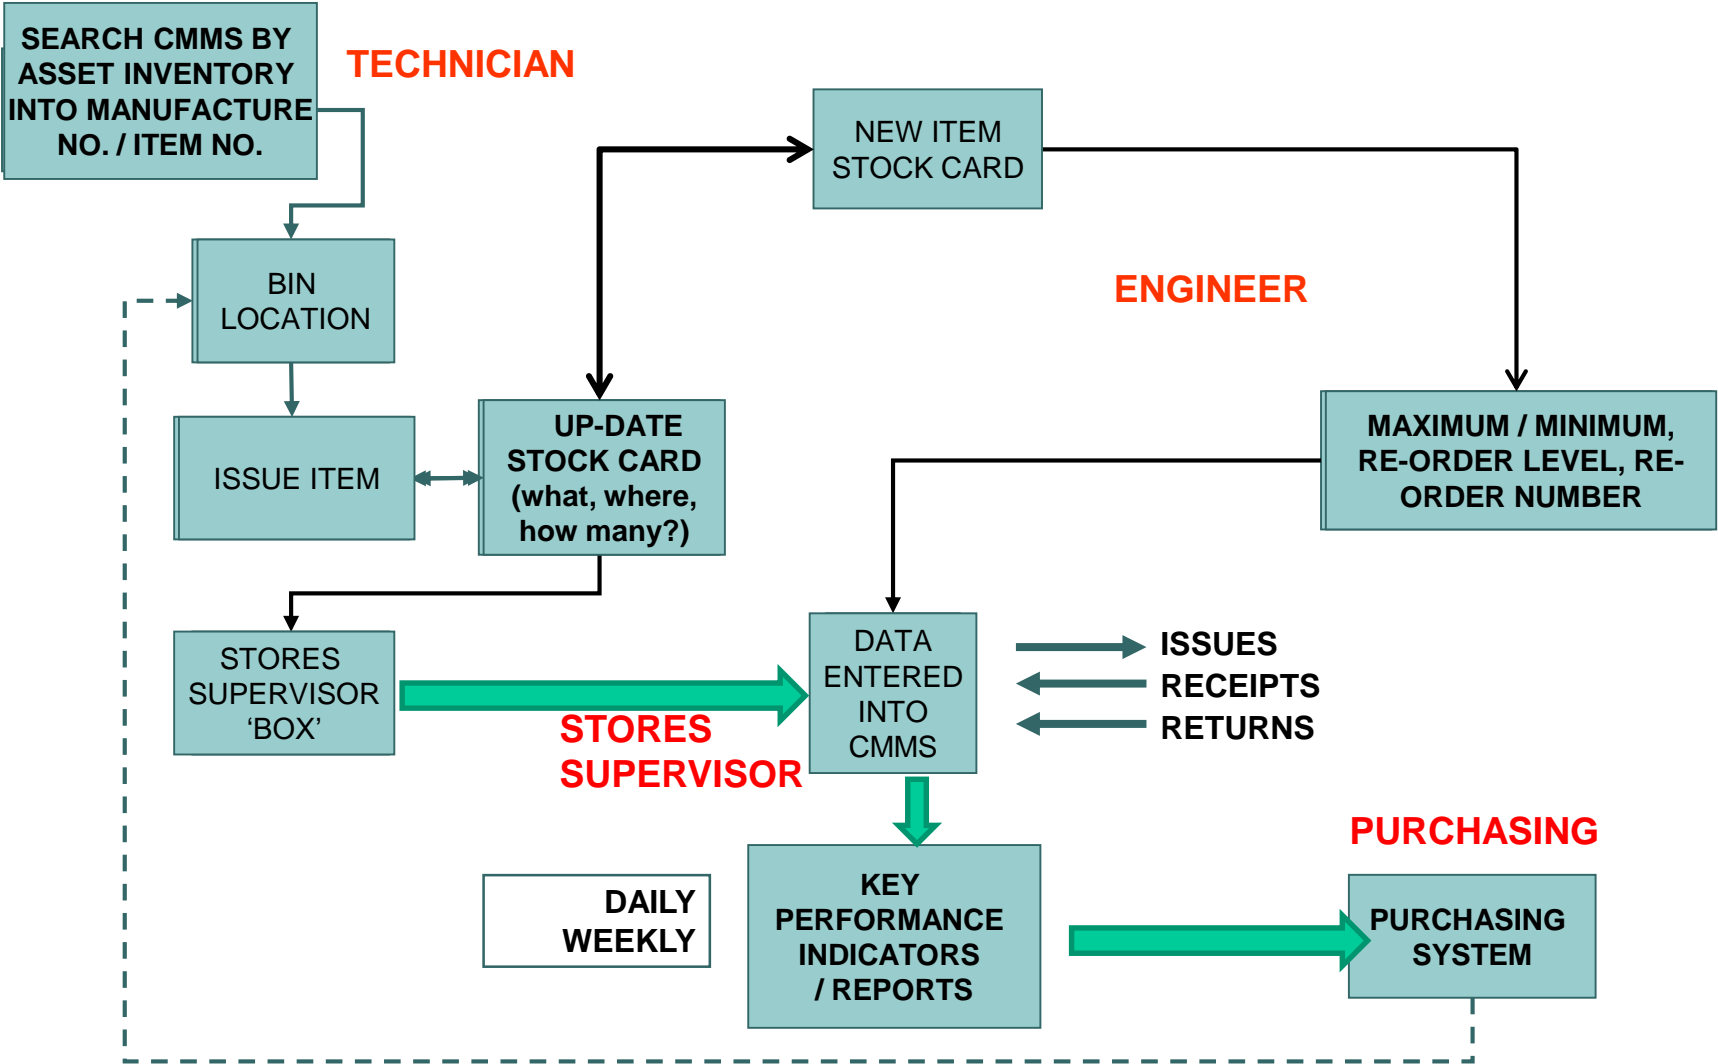 SEARCH CMMS BY
ASSET INVENTORY
INTO MANUFACTURE
NO. / ITEM NO.
TECHNICIAN
NEW ITEM
STOCK CARD
BIN
LOCATION
ENGINEER
ISSUE ITEM
UP-DATE
STOCK CARD
(what, where,
how many?)
MAXIMUM / MINIMUM,
RE-ORDER LEVEL, RE-
ORDER NUMBER
STORES
SUPERVISOR
‘BOX’
STORES
SUPERVISOR
DATA
ENTERED
INTO
CMMS
ISSUES
RECEIPTS
RETURNS
DAILY
WEEKLY
KEY
PERFORMANCE
INDICATORS
/ REPORTS
PURCHASING
PURCHASING
SYSTEM